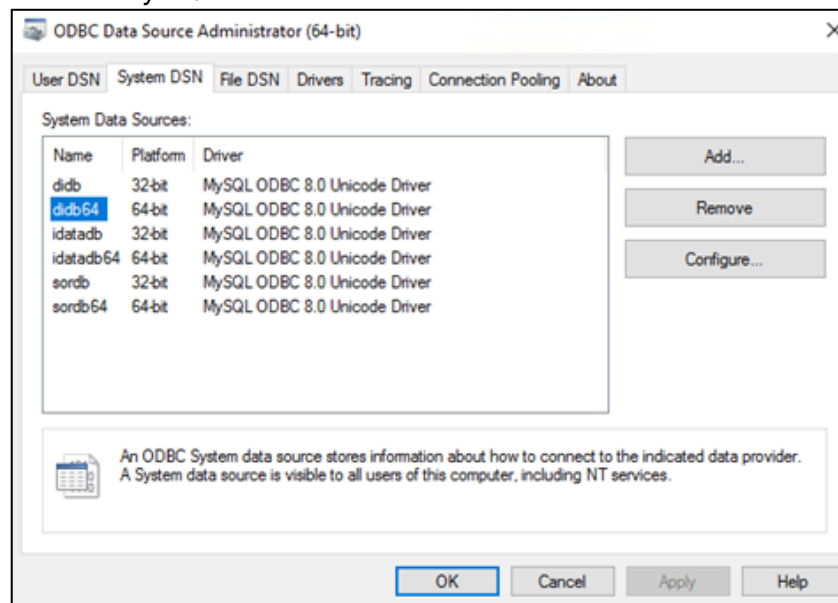 ODBC Data Source Administrator (64-bit)
User DSN System DSN File DSN Drivers Tracing Connection Pooling About
System Data Sources:
Name Platform Driver
didb 32-bit MySQL ODBC 8.0 Unicode Driver
didb64 64-bit MySQL ODBC 8.0 Unicode Driver
idatadb 32-bit MySQL ODBC 8.0 Unicode Driver
idatadb64 64-bit MySQL ODBC 8.0 Unicode Driver
sordb 32-bit MySQL ODBC 8.0 Unicode Driver
sordb64 64-bit MySQL ODBC 8.0 Unicode Driver
Add...
Remove
Configure...
An ODBC System data source stores information about how to connect to the indicated data provider.
A System data source is visible to all users of this computer, including NT services.
OK Cancel Apply Help